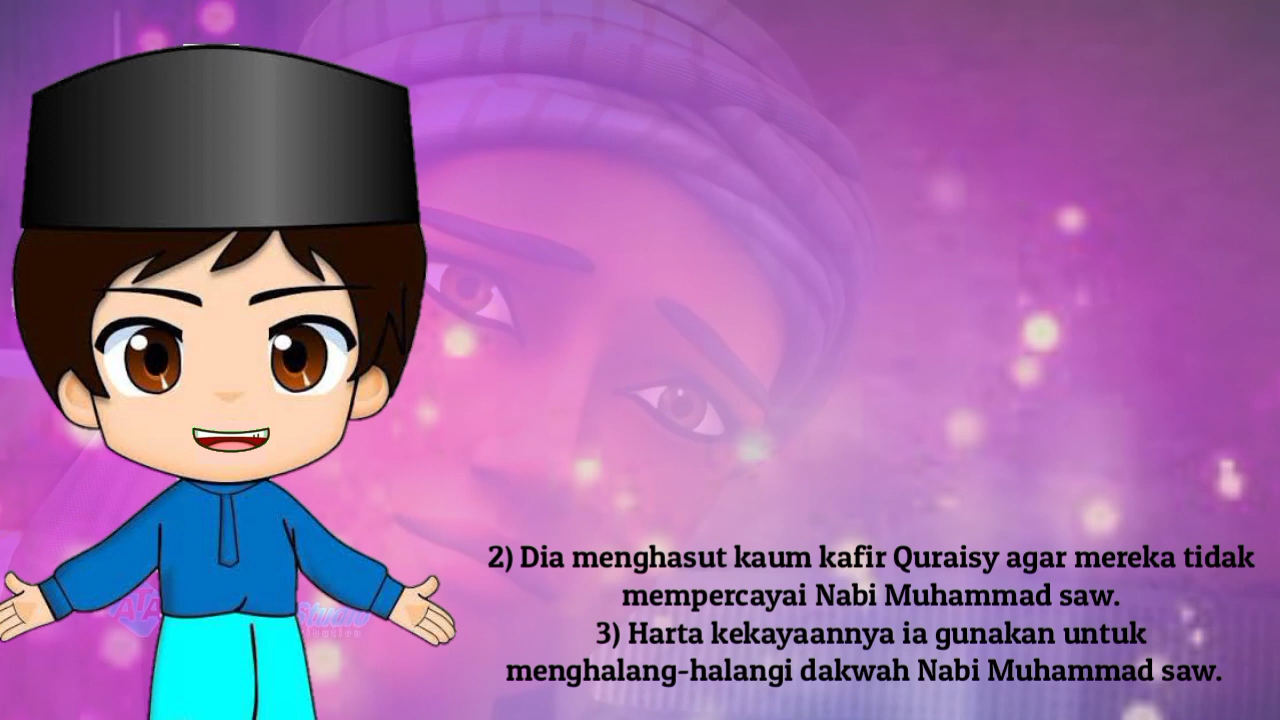 2) Dia menghasut kaum kafir Quraisy agar mereka tidak
mempercayai Nabi Muhammad saw.
3) Harta kekayaannya ia gunakan untuk
menghalang-halangi dakwah Nabi Muhammad saw.